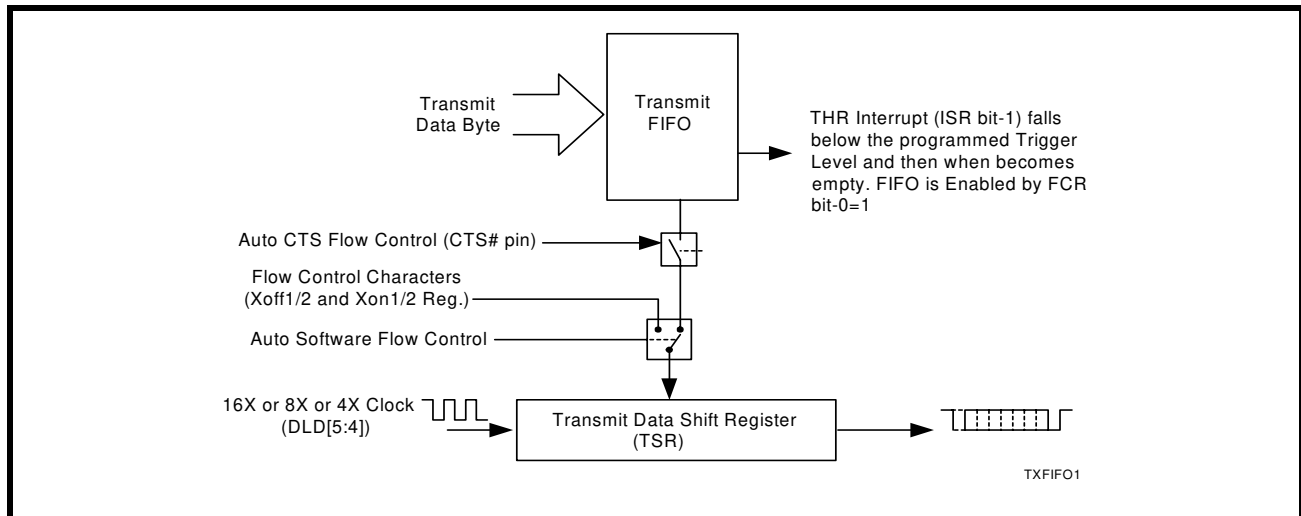 Transmit
Data Byte
Transmit
FIFO
THR Interrupt (ISR bit-1) falls
below the programmed Trigger
Level and then when becomes
empty. FIFO is Enabled by FCR
bit-0=1
Auto CTS Flow Control (CTS# pin)
Flow Control Characters
(Xoff1/2 and Xon1/2 Reg.)
Auto Software Flow Control
16X or 8X or 4X Clock
(DLD[5:4])
Transmit Data Shift Register
(TSR)
TXFIFO1